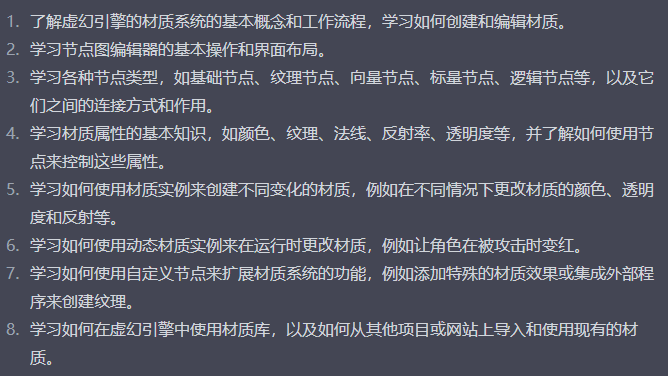 1. 了解虚幻引擎的材质系统的基本概念和工作流程，学习如何创建和编辑材质。
2. 学习节点图编辑器的基本操作和界面布局。
3. 学习各种节点类型，如基础节点、纹理节点、向量节点、标量节点、逻辑节点等，以及它
们之间的连接方式和作用。
4. 学习材质属性的基本知识，如颜色、纹理、法线、反射率、透明度等，并了解如何使用节
点来控制这些属性。
5. 学习如何使用材质实例来创建不同变化的材质，例如在不同情况下更改材质的颜色、透明
度和反射等。
6. 学习如何使用动态材质实例来在运行时更改材质，例如让角色在被攻击时变红。
7. 学习如何使用自定义节点来扩展材质系统的功能，例如添加特殊的材质效果或集成外部程
序来创建纹理。
8. 学习如何在虚幻引擎中使用材质库，以及如何从其他项目或网站上导入和使用现有的材
质。